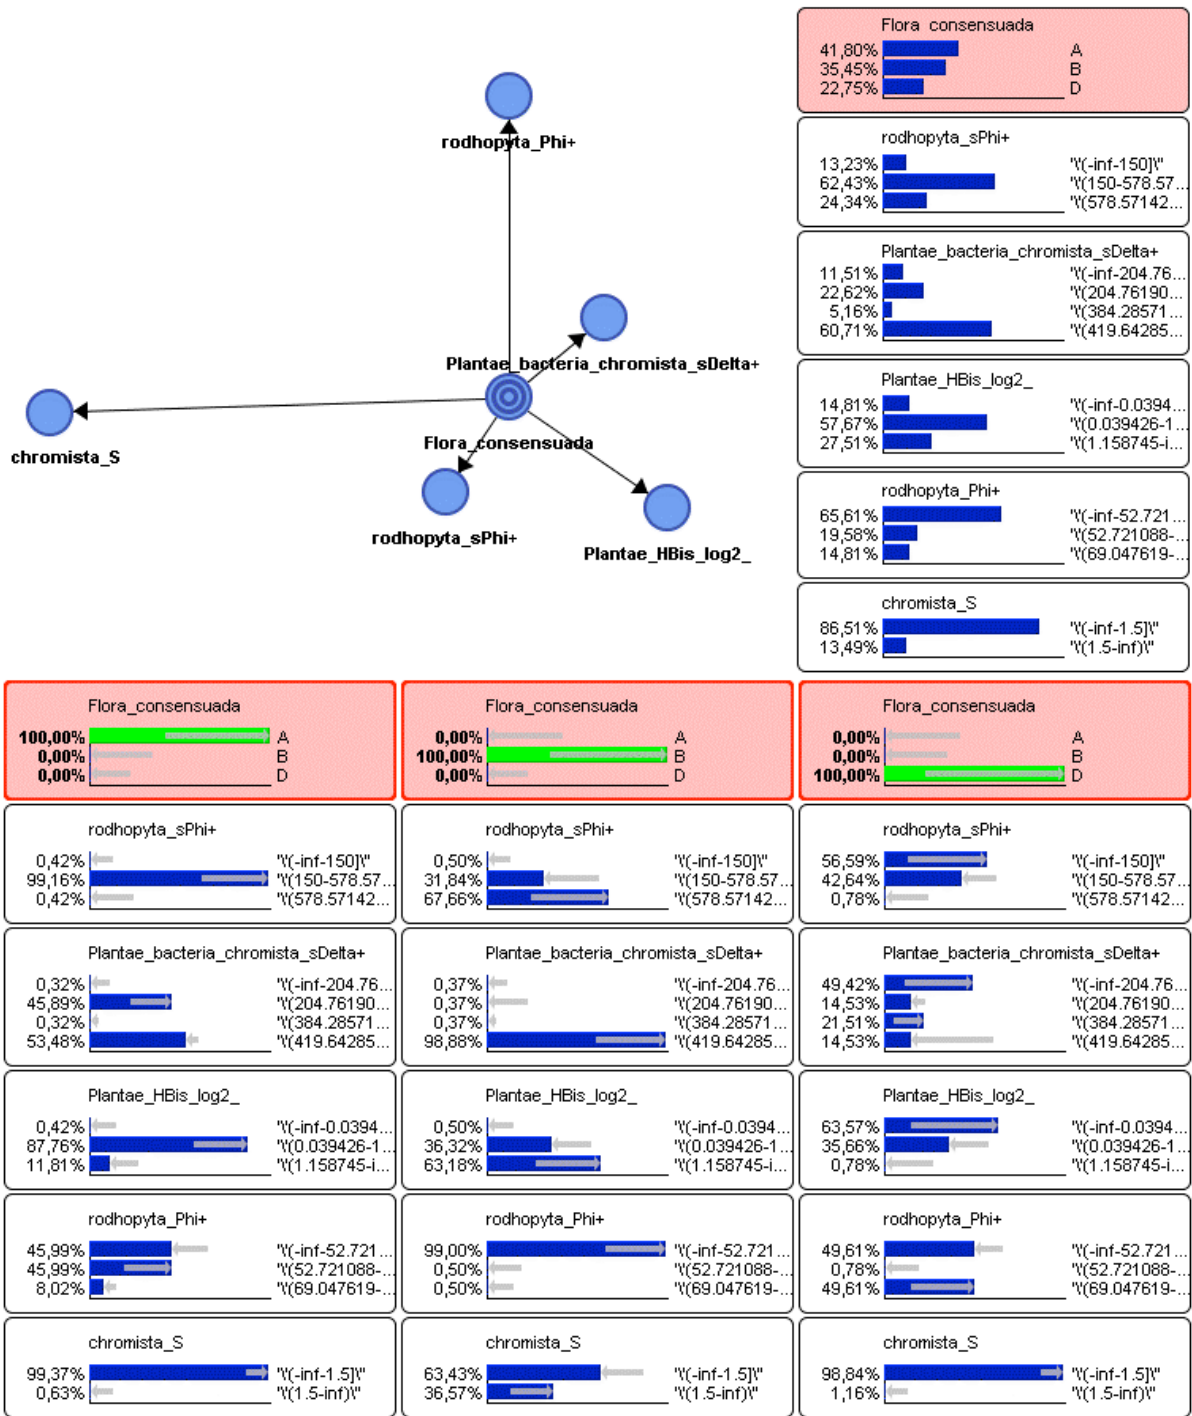 rodhopyta_Phi+
Plantae_bacteria_chromista_sDelta+
Flora_consensuada
chromista_S
rodhopyta_sPhi+
Plantae_HBis_log2_
Flora consensuada
41,80% A
35,45% B
22,75% D
rodhopyta_sPhi+
13,23% "\'(-inf-150]\'"
62,43% "\'(150-578.57...
24,34% "\'(578.57142...
Plantae_bacteria_chromista_sDelta+
11,51% "\'(-inf-204.76...
22,62% "\'(204.76190...
5,16% "\'(384.28571...
60,71% "\'(419.64285...
Plantae_HBis_log2_
14,81% "\'(-inf-0.0394...
57,67% "\'(0.039426-1...
27,51% "\'(1.158745-i...
rodhopyta_Phi+
65,61% "\'(-inf-52.721...
19,58% "\'(52.721088-...
14,81% "\'(69.047619-...
chromista_S
86,51% "\'(-inf-1.5]\'"
13,49% "\'(1.5-inf)\'"
Flora_consensuada
100,00% A
0,00% B
0,00% D
rodhopyta_sPhi+
0,42% "\'(-inf-150]\'"
99,16% "\'(150-578.57...
0,42% "\'(578.57142...
Plantae_bacteria_chromista_sDelta+
0,32% "\'(-inf-204.76...
45,89% "\'(204.76190...
0,32% "\'(384.28571...
53,48% "\'(419.64285...
Plantae_HBis_log2_
0,42% "\'(-inf-0.0394...
87,76% "\'(0.039426-1...
11,81% "\'(1.158745-i...
rodhopyta_Phi+
45,99% "\'(-inf-52.721...
45,99% "\'(52.721088-...
8,02% "\'(69.047619-...
chromista_S
99,37% "\'(-inf-1.5]\'"
0,63% "\'(1.5-inf)\'"
Flora_consensuada
0,00% A
100,00% B
0,00% D
rodhopyta_sPhi+
0,50% "\'(-inf-150]\'"
31,84% "\'(150-578.57...
67,66% "\'(578.57142...
Plantae_bacteria_chromista_sDelta+
0,37% "\'(-inf-204.76...
0,37% "\'(204.76190...
0,37% "\'(384.28571...
98,88% "\'(419.64285...
Plantae_HBis_log2_
0,50% "\'(-inf-0.0394...
36,32% "\'(0.039426-1...
63,18% "\'(1.158745-i...
rodhopyta_Phi+
99,00% "\'(-inf-52.721...
0,50% "\'(52.721088-...
0,50% "\'(69.047619-...
chromista_S
63,43% "\'(-inf-1.5]\'"
36,57% "\'(1.5-inf)\'"
Flora_consensuada
0,00% A
0,00% B
100,00% D
rodhopyta_sPhi+
56,59% "\'(-inf-150]\'"
42,64% "\'(150-578.57...
0,78% "\'(578.57142...
Plantae_bacteria_chromista_sDelta+
49,42% "\'(-inf-204.76...
14,53% "\'(204.76190...
21,51% "\'(384.28571...
14,53% "\'(419.64285...
Plantae_HBis_log2_
63,57% "\'(-inf-0.0394...
35,66% "\'(0.039426-1...
0,78% "\'(1.158745-i...
rodhopyta_Phi+
49,61% "\'(-inf-52.721...
0,78% "\'(52.721088-...
49,61% "\'(69.047619-...
chromista_S
98,84% "\'(-inf-1.5]\'"
1,16% "\'(1.5-inf)\'"